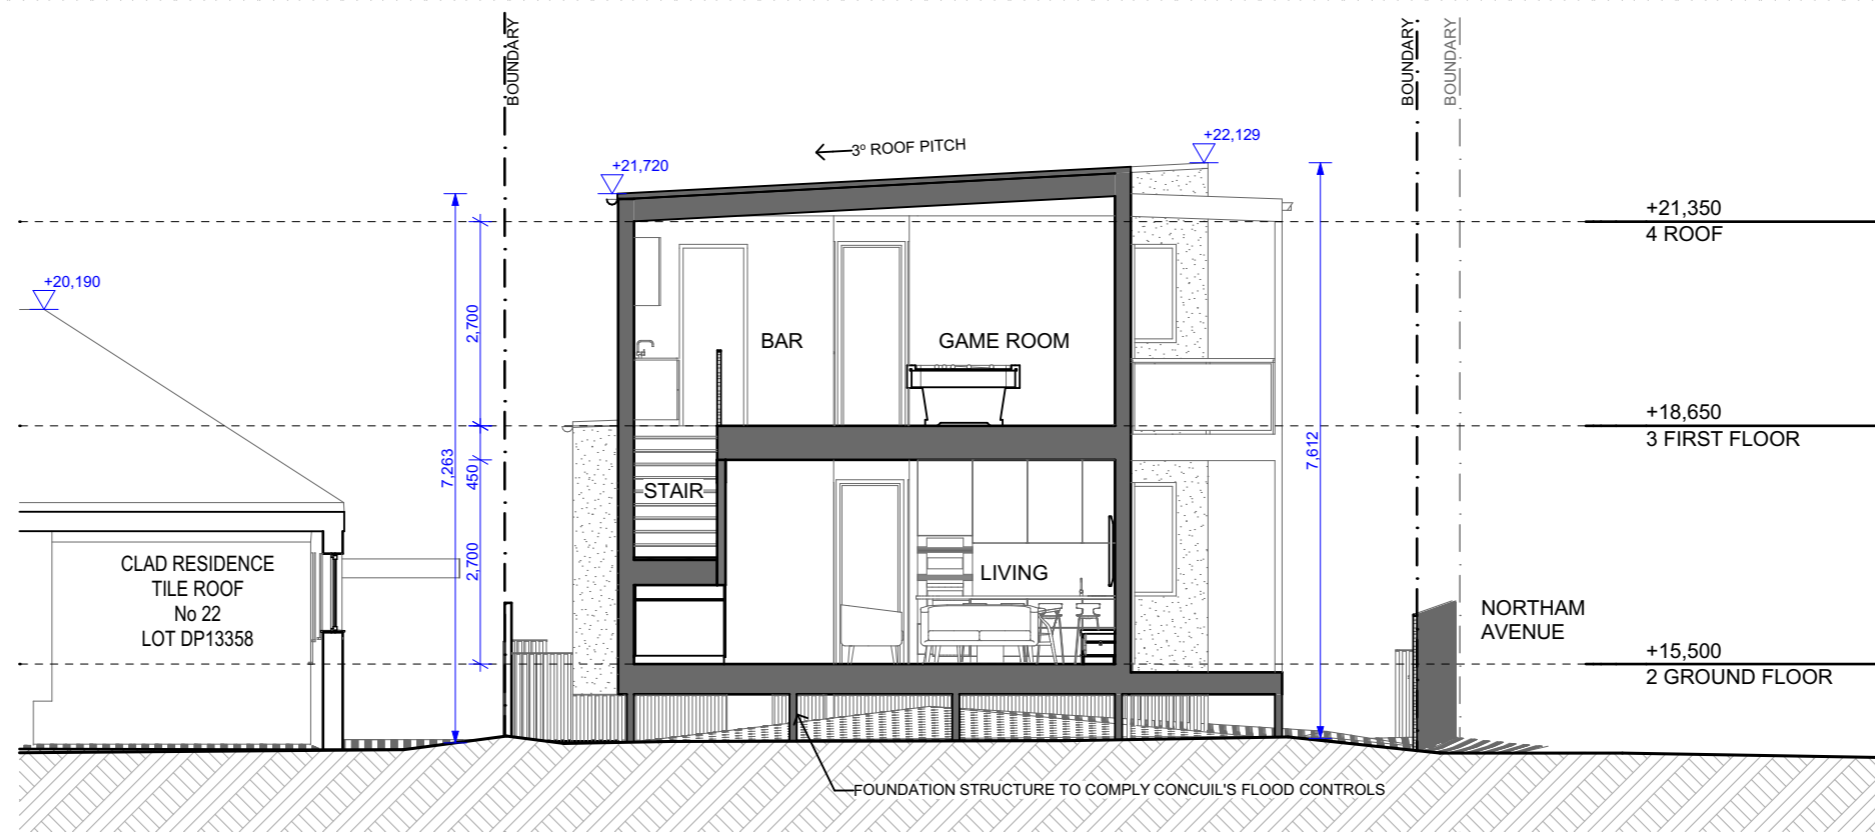 BOUNDARY
BOUNDARY
BOUNDARY
+22,129
3º ROOF PITCH
+21,720
+21,350
4 ROOF
+20,190
2,700
BAR
GAME ROOM
+18,650
3 FIRST FLOOR
7,263
450
7,612
STAIR
2,700
LIVING
CLAD RESIDENCE
TILE ROOF
No 22
LOT DP13358
NORTHAM
AVENUE
+15,500
2 GROUND FLOOR
FOUNDATION STRUCTURE TO COMPLY CONCUIL'S FLOOD CONTROLS